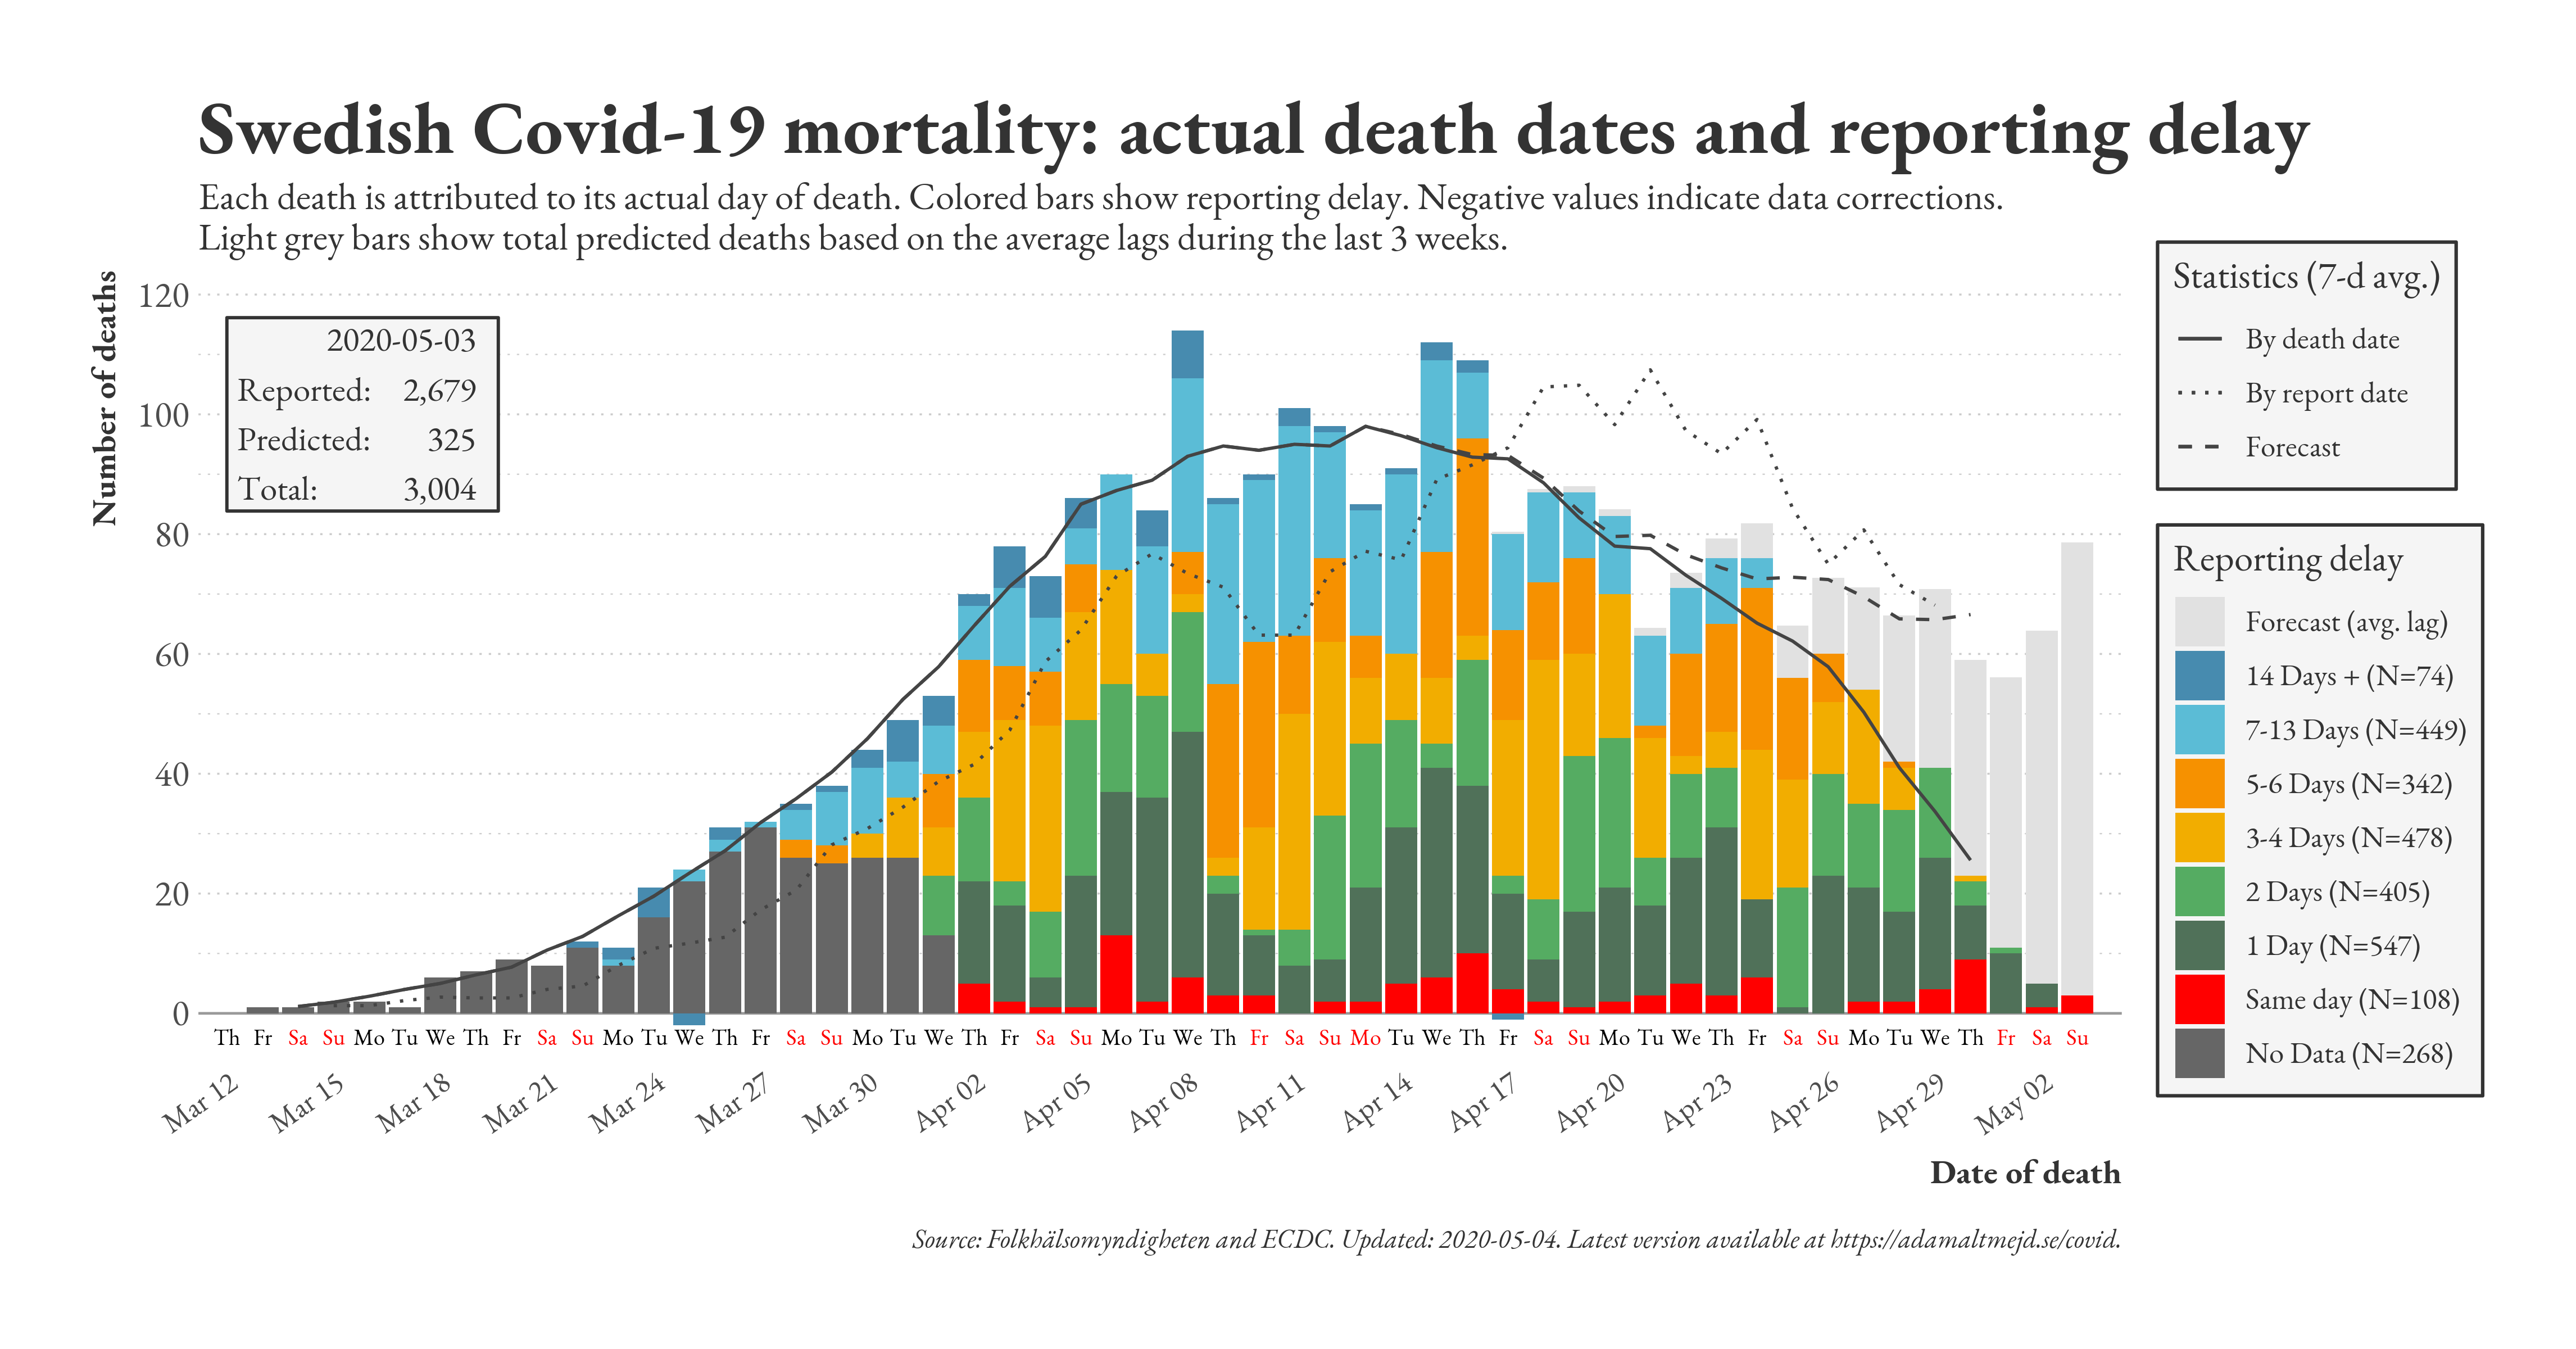 Swedish Covid-19 mortality: actual death dates and reporting delay
Each death is attributed to its actual day of death. Colored bars show reporting delay. Negative values indicate data corrections.
Light grey bars show total predicted deaths based on the average lags during the last 3 weeks.
Number of deaths
120
100
80
60
40
20
0
2020-05-03
Reported: 2,679
Predicted: 325
Total: 3,004
Th Fr Sa Su Mo Tu We Th Fr Sa Su Mo Tu We Th Fr Sa Su Mo Tu We Th Fr Sa Su Mo Tu We Th Fr Sa Su Mo Tu We Th Fr Sa Su Mo Tu We Th Fr Sa Su Mo Tu We Th Fr Sa Su
Mar 12 Mar 15 Mar 18 Mar 21 Mar 24 Mar 27 Mar 30 Apr 02 Apr 05 Apr 08 Apr 11 Apr 14 Apr 17 Apr 20 Apr 23 Apr 26 Apr 29 May 02
Date of death
Statistics (7-d avg.)
By death date
By report date
Forecast
Reporting delay
Forecast (avg. lag)
14 Days + (N=74)
7-13 Days (N=449)
5-6 Days (N=342)
3-4 Days (N=478)
2 Days (N=405)
1 Day (N=547)
Same day (N=108)
No Data (N=268)
Source: Folkhälsomyndigheten and ECDC. Updated: 2020-05-04. Latest version available at https://adamaltmejd.se/covid.